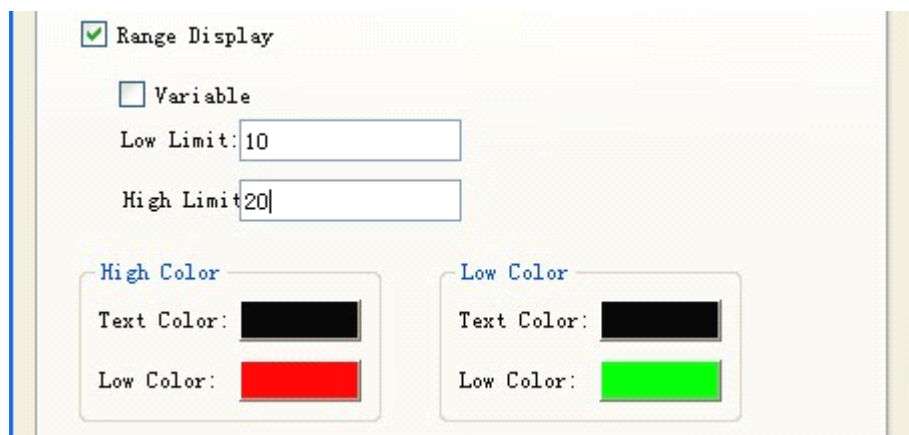 Range Display
Variable
Low Limit: 10
High Limit 20
High Color
Text Color:
Low Color:
Low Color
Text Color:
Low Color: